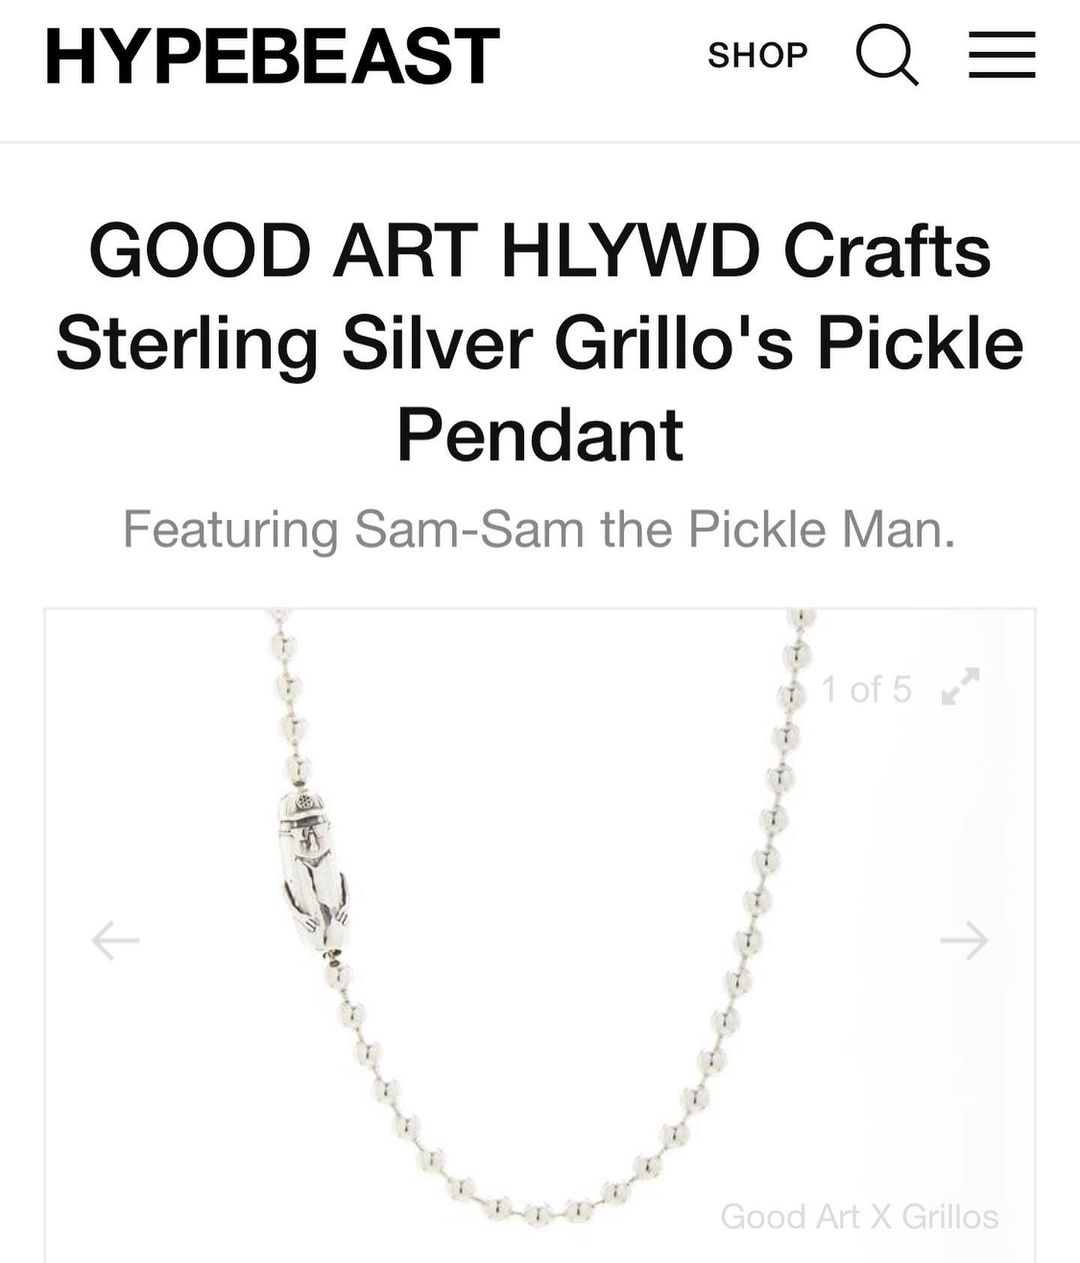 HYPEBEAST
SHOP
GOOD ART HLYWD Crafts
Sterling Silver Grillo's Pickle
Pendant
Featuring Sam-Sam the Pickle Man.
1 of 5
Good Art X Grillos